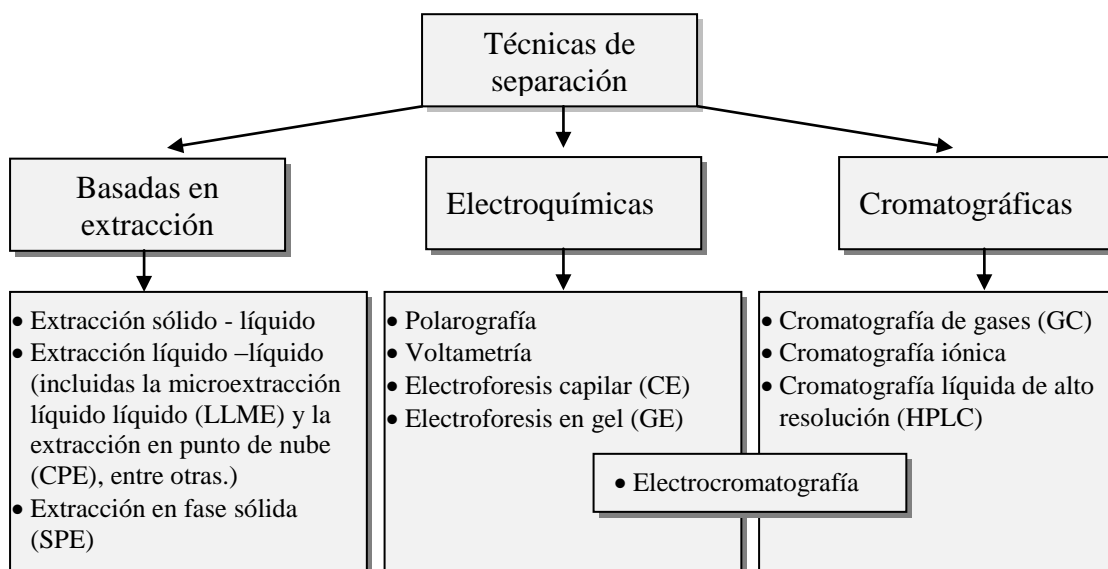 Técnicas de
separación
Basadas en
extracción
Electroquímicas
Cromatográficas
• Extracción sólido - líquido
• Extracción líquido –líquido
(incluidas la microextracción
líquido líquido (LLME) y la
extracción en punto de nube
(CPE), entre otras.)
• Extracción en fase sólida
(SPE)
• Polarografía
• Voltametría
• Electroforesis capilar (CE)
• Electroforesis en gel (GE)
• Cromatografía de gases (GC)
• Cromatografía iónica
• Cromatografía líquida de alto
resolución (HPLC)
• Electrocromatografía